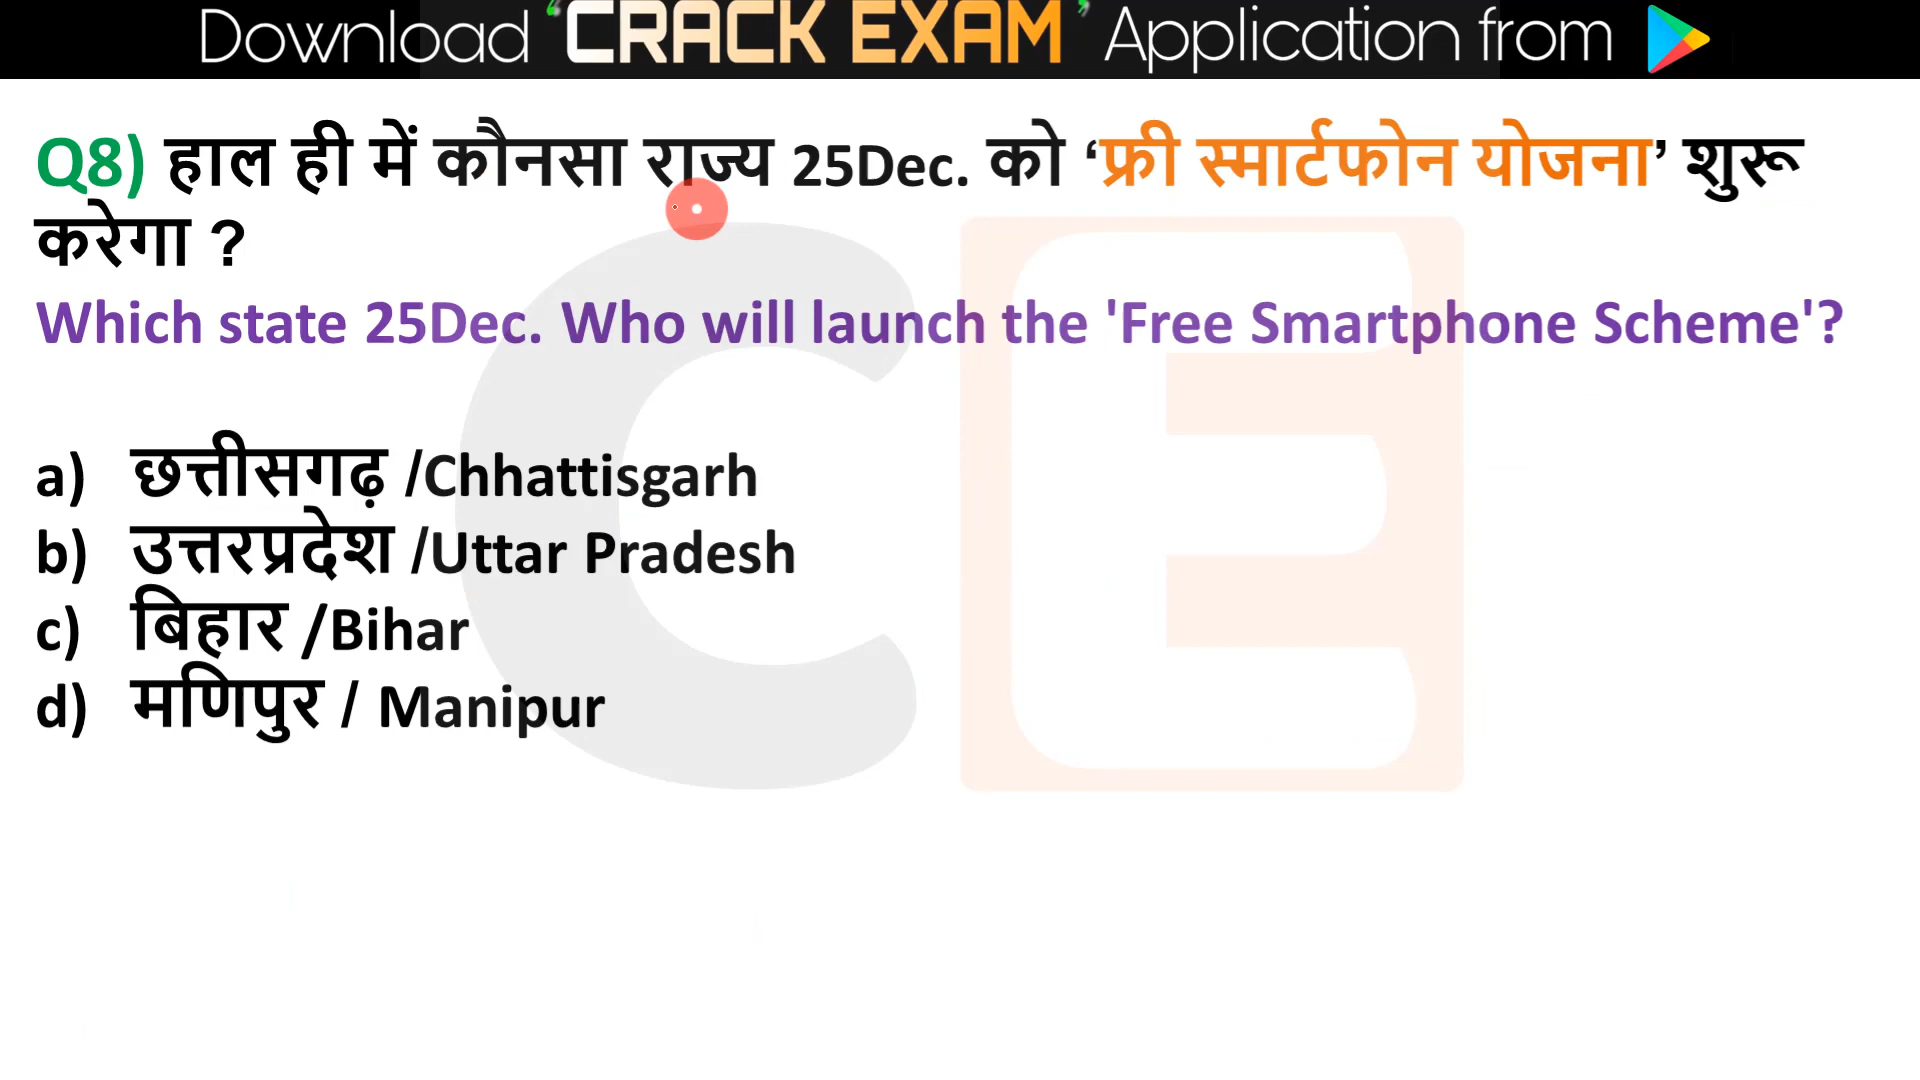 Download ‘CRACK EXAM’ Application from
Q8) हाल ही में कौनसा राज्य 25Dec. को ‘फ्री स्मार्टफोन योजना’ शुरू
करेगा ?
Which state 25Dec. Who will launch the 'Free Smartphone Scheme'?
a) छत्तीसगढ़ /Chhattisgarh
b) उत्तरप्रदेश /Uttar Pradesh
c) बिहार /Bihar
d) मणिपुर / Manipur
CE